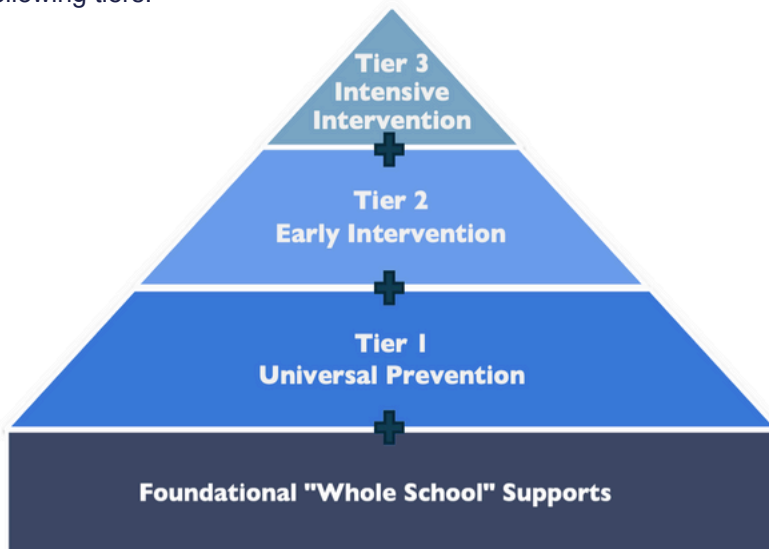 Tier 3
Intensive
Intervention
Tier 2
Early Intervention
Tier 1
Universal Prevention
Foundational "Whole School" Supports